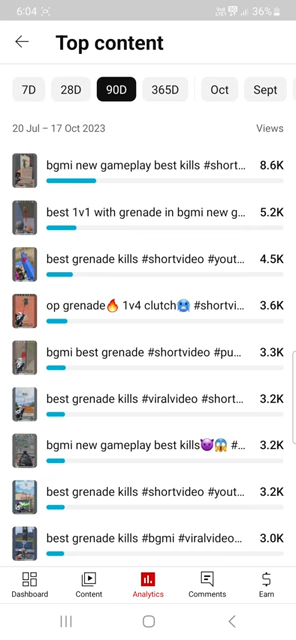 6:04
36%
Top content
7D 28D 90D 365D Oct Sept
20 Jul – 17 Oct 2023 Views
bgmi new gameplay best kills #short... 8.6K
best 1v1 with grenade in bgmi new g... 5.2K
best grenade kills #shortvideo #yout... 4.5K
op grenade🔥 1v4 clutch🥶 #shortvi... 3.6K
bgmi best grenade #shortvideo #pu... 3.3K
best grenade kills #viralvideo #short... 3.2K
bgmi new gameplay best kills😈😱 #... 3.2K
best grenade kills #shortvideo #yout... 3.2K
best grenade kills #bgmi #viralvideo... 3.0K
Dashboard Content Analytics Comments Earn